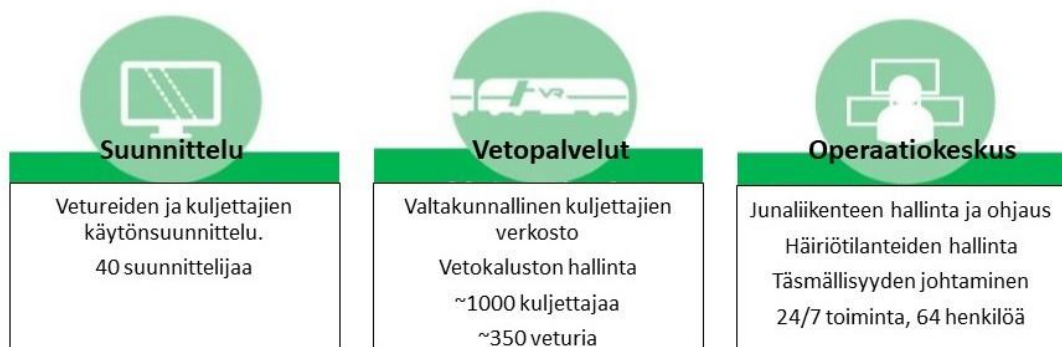 Suunnittelu
Vetureiden ja kuljettajien
käytönsuunnittelu.
40 suunnittelijaa
VR
Vetopalvelut
Valtakunnallinen kuljettajien
verkosto
Vetokaluston hallinta
~1000 kuljettajaa
~350 veturia
Operaatiokeskus
Junaliikenteen hallinta ja ohjaus
Häiriötilanteiden hallinta
Täsmällisyyden johtaminen
24/7 toiminta, 64 henkilöä